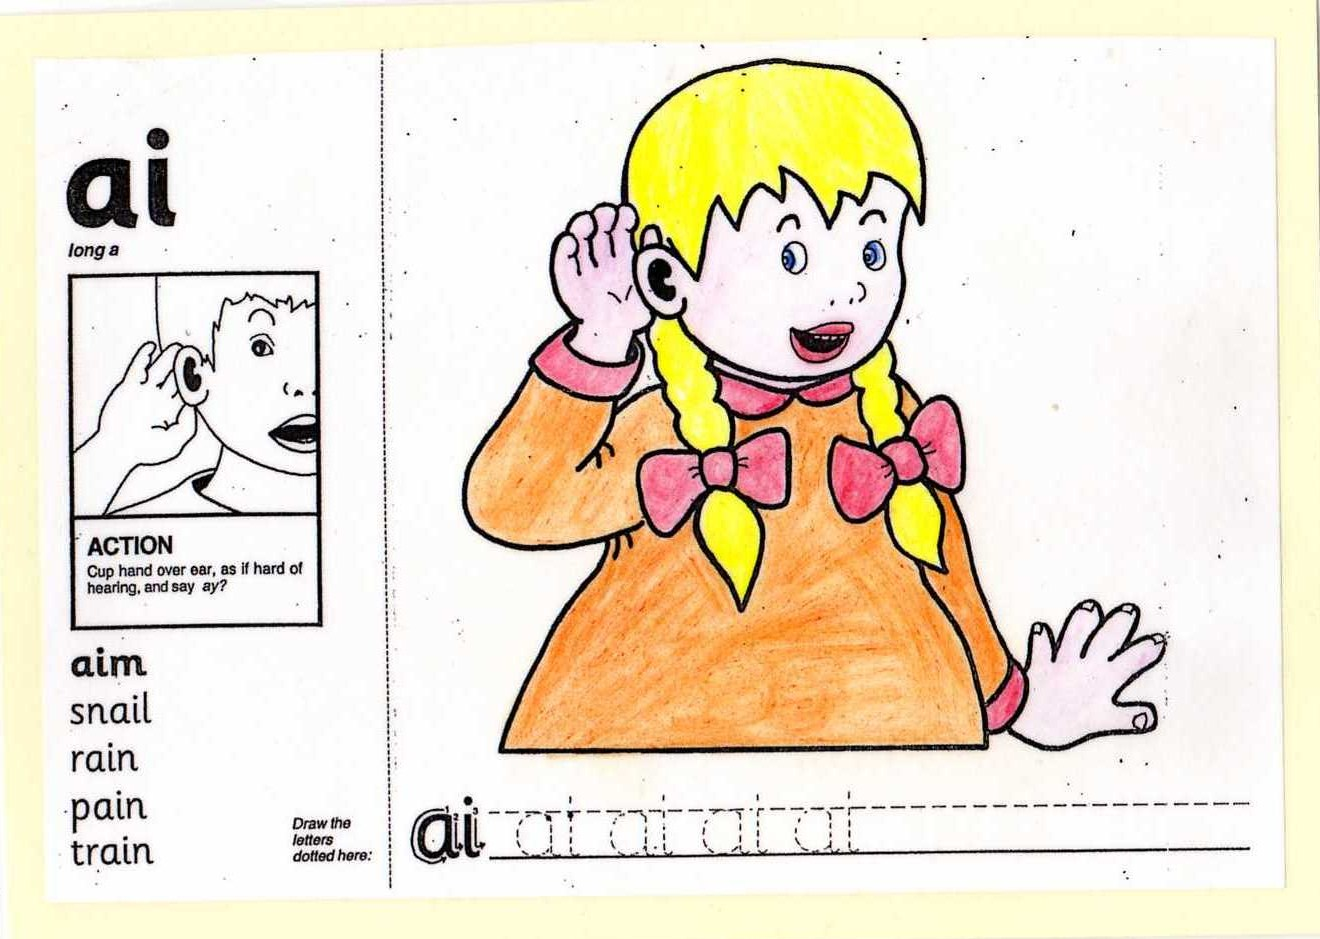 ai
long a
ACTION
Cup hand over ear, as if hard of
hearing, and say ay?
aim
snail
rain
pain
train
Draw the
letters
dotted here:
ai ai ai ai ai